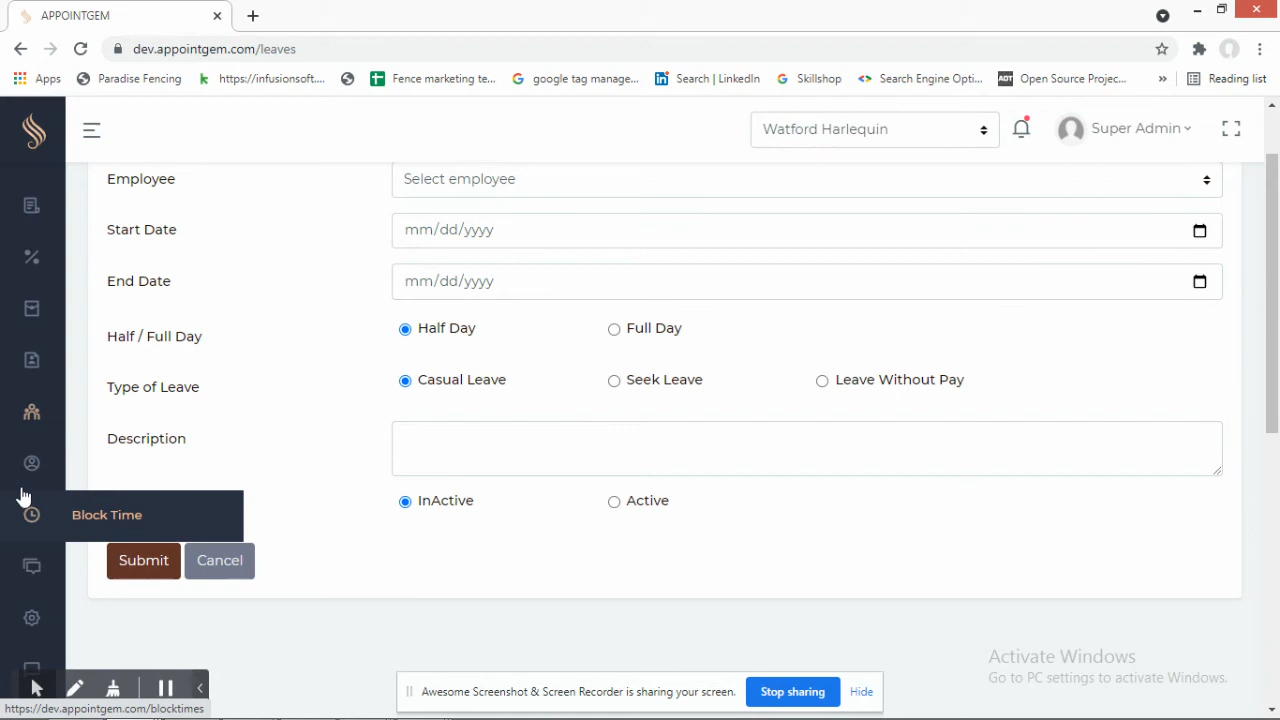 APPOINTGEM
dev.appointgem.com/leaves
Apps
Paradise Fencing
https://infusionsoft....
Fence marketing te...
google tag manage...
Search | LinkedIn
Skillshop
Search Engine Opti...
Open Source Projec...
»
Reading list
Watford Harlequin
Super Admin
Employee
Select employee
Start Date
mm/dd/yyyy
End Date
mm/dd/yyyy
Half / Full Day
Half Day
Full Day
Type of Leave
Casual Leave
Seek Leave
Leave Without Pay
Description
InActive
Active
Block Time
Submit
Cancel
Activate Windows
Go to PC settings to activate Windows.
Awesome Screenshot & Screen Recorder is sharing your screen.
Stop sharing
Hide
https://dev.appointgem.com/blocktimes